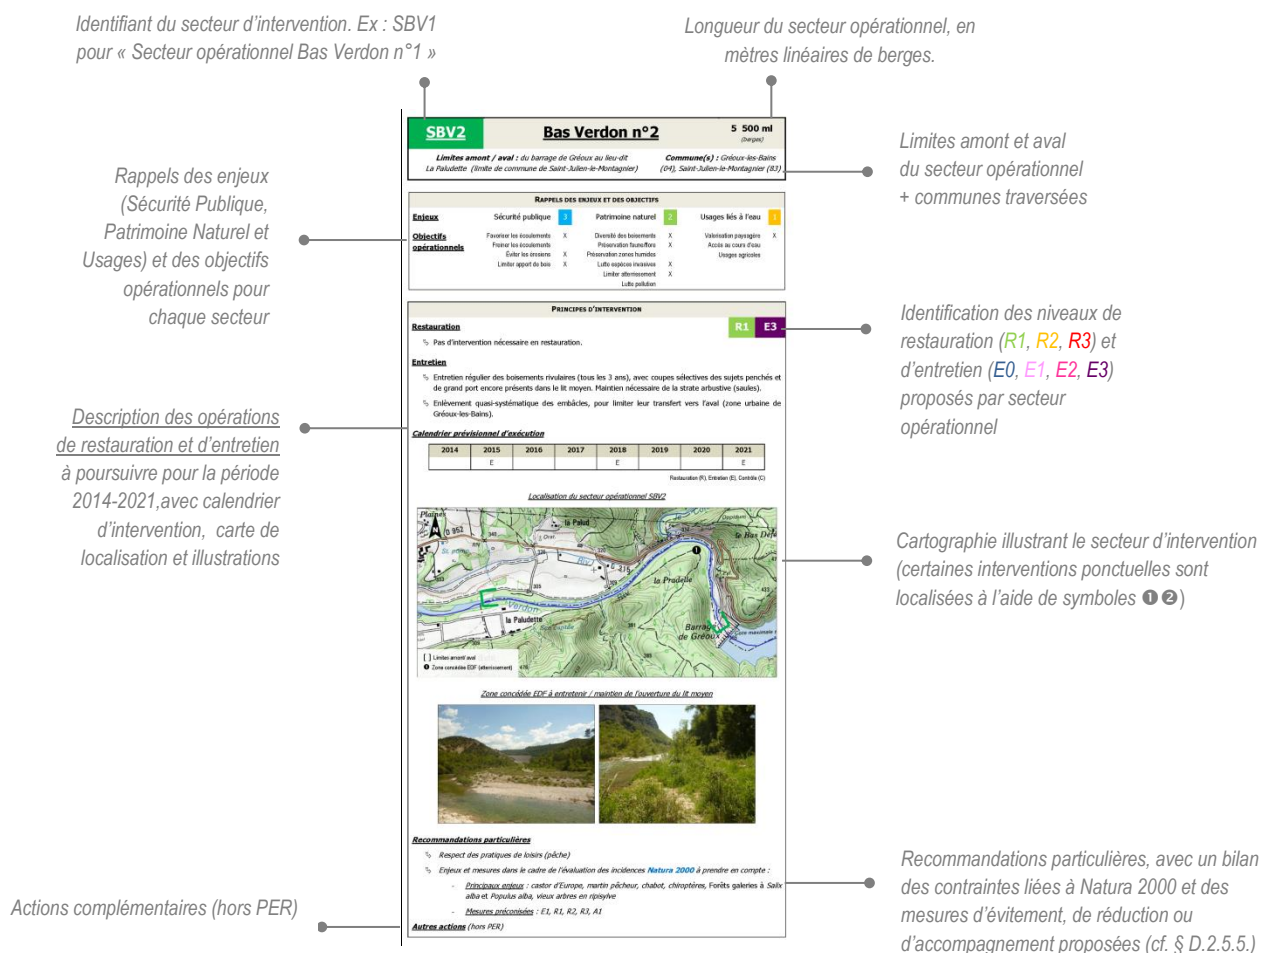 Identifiant du secteur d'intervention. Ex : SBV1
pour « Secteur opérationnel Bas Verdon n°1 »
Longueur du secteur opérationnel, en
mètres linéaires de berges.
SBV2
Bas Verdon n°2
5 500 ml
(berges)
Limites amont / aval : du barrage de Gréoux au lieu-dit
La Paludette (limite de commune de Saint-Julien-le-Montagnier)
Commune(s) : Gréoux-les-Bains
(04), Saint-Julien-le-Montagnier (83)
Limites amont et aval
du secteur opérationnel
+ communes traversées
Rappels des enjeux
(Sécurité Publique,
Patrimoine Naturel et
Usages) et des objectifs
opérationnels pour
chaque secteur
RAPPELS DES ENJEUX ET DES OBJECTIFS
Enjeux
Sécurité publique 3
Patrimoine naturel 2
Usages liés à l'eau
Objectifs
opérationnels
Favoriser les écoulements X
Freiner les écoulements
Éviter les érosions X
Limiter apport de bois X
Diversité des boisements X
Préservation faune/flore X
Préservation zones humides
Lutte espèces invasives X
Limiter atterrissement X
Lutte pollution
Valorisation paysagère X
Accès au cours d'eau
Usages agricoles
PRINCIPES D'INTERVENTION
R1 E3
Restauration
Pas d'intervention nécessaire en restauration.
Entretien
Entretien régulier des boisements rivulaires (tous les 3 ans), avec coupes sélectives des sujets penchés et
de grand port encore présents dans le lit moyen. Maintien nécessaire de la strate arbustive (saules).
Enlèvement quasi-systématique des embâcles, pour limiter leur transfert vers l'aval (zone urbaine de
Gréoux-les-Bains).
Identification des niveaux de
restauration (R1, R2, R3) et
d'entretien (E0, E1, E2, E3)
proposés par secteur
opérationnel
Description des opérations
de restauration et d'entretien
à poursuivre pour la période
2014-2021,avec calendrier
d'intervention, carte de
localisation et illustrations
Calendrier prévisionnel d'exécution
2014 2015 2016 2017 2018 2019 2020 2021
E E E
Restauration (R), Entretien (E), Contrôle (C)
Localisation du secteur opérationnel SBV2
Plaines
D 952
la Palud
le Bas Défe
la Pradelle
Verdon
la Paludette
Barrage
de Gréoux
[ ] Limites amont/ aval
❶ Zone concédée EDF (atterrissement)
Cartographie illustrant le secteur d'intervention
(certaines interventions ponctuelles sont
localisées à l'aide de symboles ❶❷)
Zone concédée EDF à entretenir / maintien de l'ouverture du lit moyen
Recommandations particulières
Respect des pratiques de loisirs (pêche)
Enjeux et mesures dans le cadre de l'évaluation des incidences Natura 2000 à prendre en compte :
- Principaux enjeux : castor d'Europe, martin pêcheur, chabot, chiroptères, Forêts galeries à Salix
alba et Populus alba, vieux arbres en ripisylve
- Mesures préconisées : E1, R1, R2, R3, A1
Autres actions (hors PER)
Actions complémentaires (hors PER)
Recommandations particulières, avec un bilan
des contraintes liées à Natura 2000 et des
mesures d'évitement, de réduction ou
d'accompagnement proposées (cf. § D.2.5.5.)